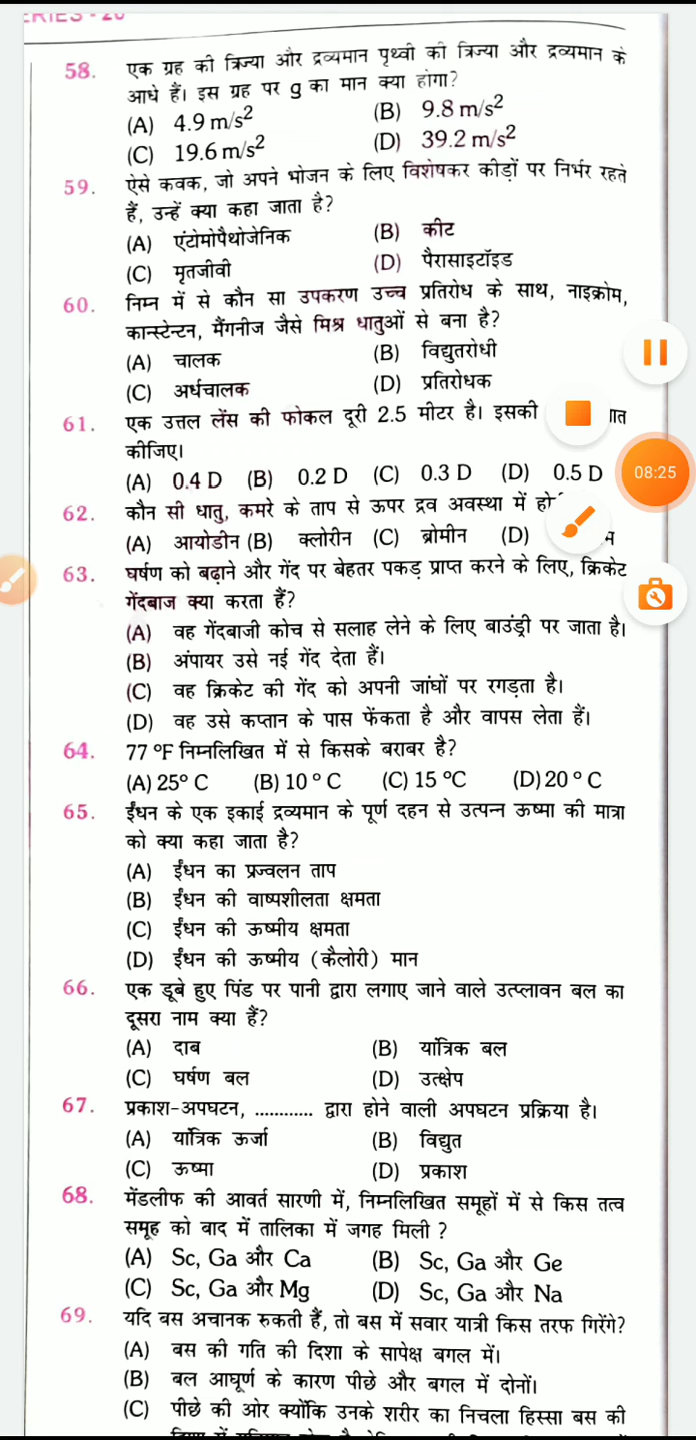 ERIES - 20
58. एक ग्रह की त्रिज्या और द्रव्यमान पृथ्वी की त्रिज्या और द्रव्यमान के
आधे हैं। इस ग्रह पर g का मान क्या होगा?
(A) 4.9 m/s² (B) 9.8 m/s²
(C) 19.6 m/s² (D) 39.2 m/s²
59. ऐसे कवक, जो अपने भोजन के लिए विशेषकर कीड़ों पर निर्भर रहते
हैं, उन्हें क्या कहा जाता है?
(A) एंटोमोपैथोजेनिक (B) कीट
(C) मृतजीवी (D) पैरासाइटॉइड
60. निम्न में से कौन सा उपकरण उच्च प्रतिरोध के साथ, नाइक्रोम,
कान्स्टेन्टन, मैंगनीज जैसे मिश्र धातुओं से बना है?
(A) चालक (B) विद्युतरोधी
(C) अर्धचालक (D) प्रतिरोधक
61. एक उत्तल लेंस की फोकल दूरी 2.5 मीटर है। इसकी
कीजिए।
(A) 0.4 D (B) 0.2 D (C) 0.3 D (D) 0.5 D
08:25
62. कौन सी धातु, कमरे के ताप से ऊपर द्रव अवस्था में
(A) आयोडीन (B) क्लोरीन (C) ब्रोमीन (D)
63. घर्षण को बढ़ाने और गेंद पर बेहतर पकड़ प्राप्त करने के लिए, क्रिकेट
गेंदबाज क्या करता हैं?
(A) वह गेंदबाजी कोच से सलाह लेने के लिए बाउंड्री पर जाता है।
(B) अंपायर उसे नई गेंद देता हैं।
(C) वह क्रिकेट की गेंद को अपनी जांघों पर रगड़ता है।
(D) वह उसे कप्तान के पास फेंकता है और वापस लेता हैं।
64. 77 °F निम्नलिखित में से किसके बराबर है?
(A) 25° C (B) 10 ° C (C) 15 °C (D) 20 ° C
65. ईंधन के एक इकाई द्रव्यमान के पूर्ण दहन से उत्पन्न ऊष्मा की मात्रा
को क्या कहा जाता है?
(A) ईंधन का प्रज्वलन ताप
(B) ईंधन की वाष्पशीलता क्षमता
(C) ईंधन की ऊष्मीय क्षमता
(D) ईंधन की ऊष्मीय (कैलोरी) मान
66. एक डूबे हुए पिंड पर पानी द्वारा लगाए जाने वाले उत्प्लावन बल का
दूसरा नाम क्या हैं?
(A) दाब (B) यांत्रिक बल
(C) घर्षण बल (D) उत्क्षेप
67. प्रकाश-अपघटन, ............ द्वारा होने वाली अपघटन प्रक्रिया है।
(A) यांत्रिक ऊर्जा (B) विद्युत
(C) ऊष्मा (D) प्रकाश
68. मेंडलीफ की आवर्त सारणी में, निम्नलिखित समूहों में से किस तत्व
समूह को बाद में तालिका में जगह मिली ?
(A) Sc, Ga और Ca (B) Sc, Ga और Ge
(C) Sc, Ga और Mg (D) Sc, Ga और Na
69. यदि बस अचानक रुकती हैं, तो बस में सवार यात्री किस तरफ गिरेंगे?
(A) बस की गति की दिशा के सापेक्ष बगल में।
(B) बल आघूर्ण के कारण पीछे और बगल में दोनों।
(C) पीछे की ओर क्योंकि उनके शरीर का निचला हिस्सा बस की